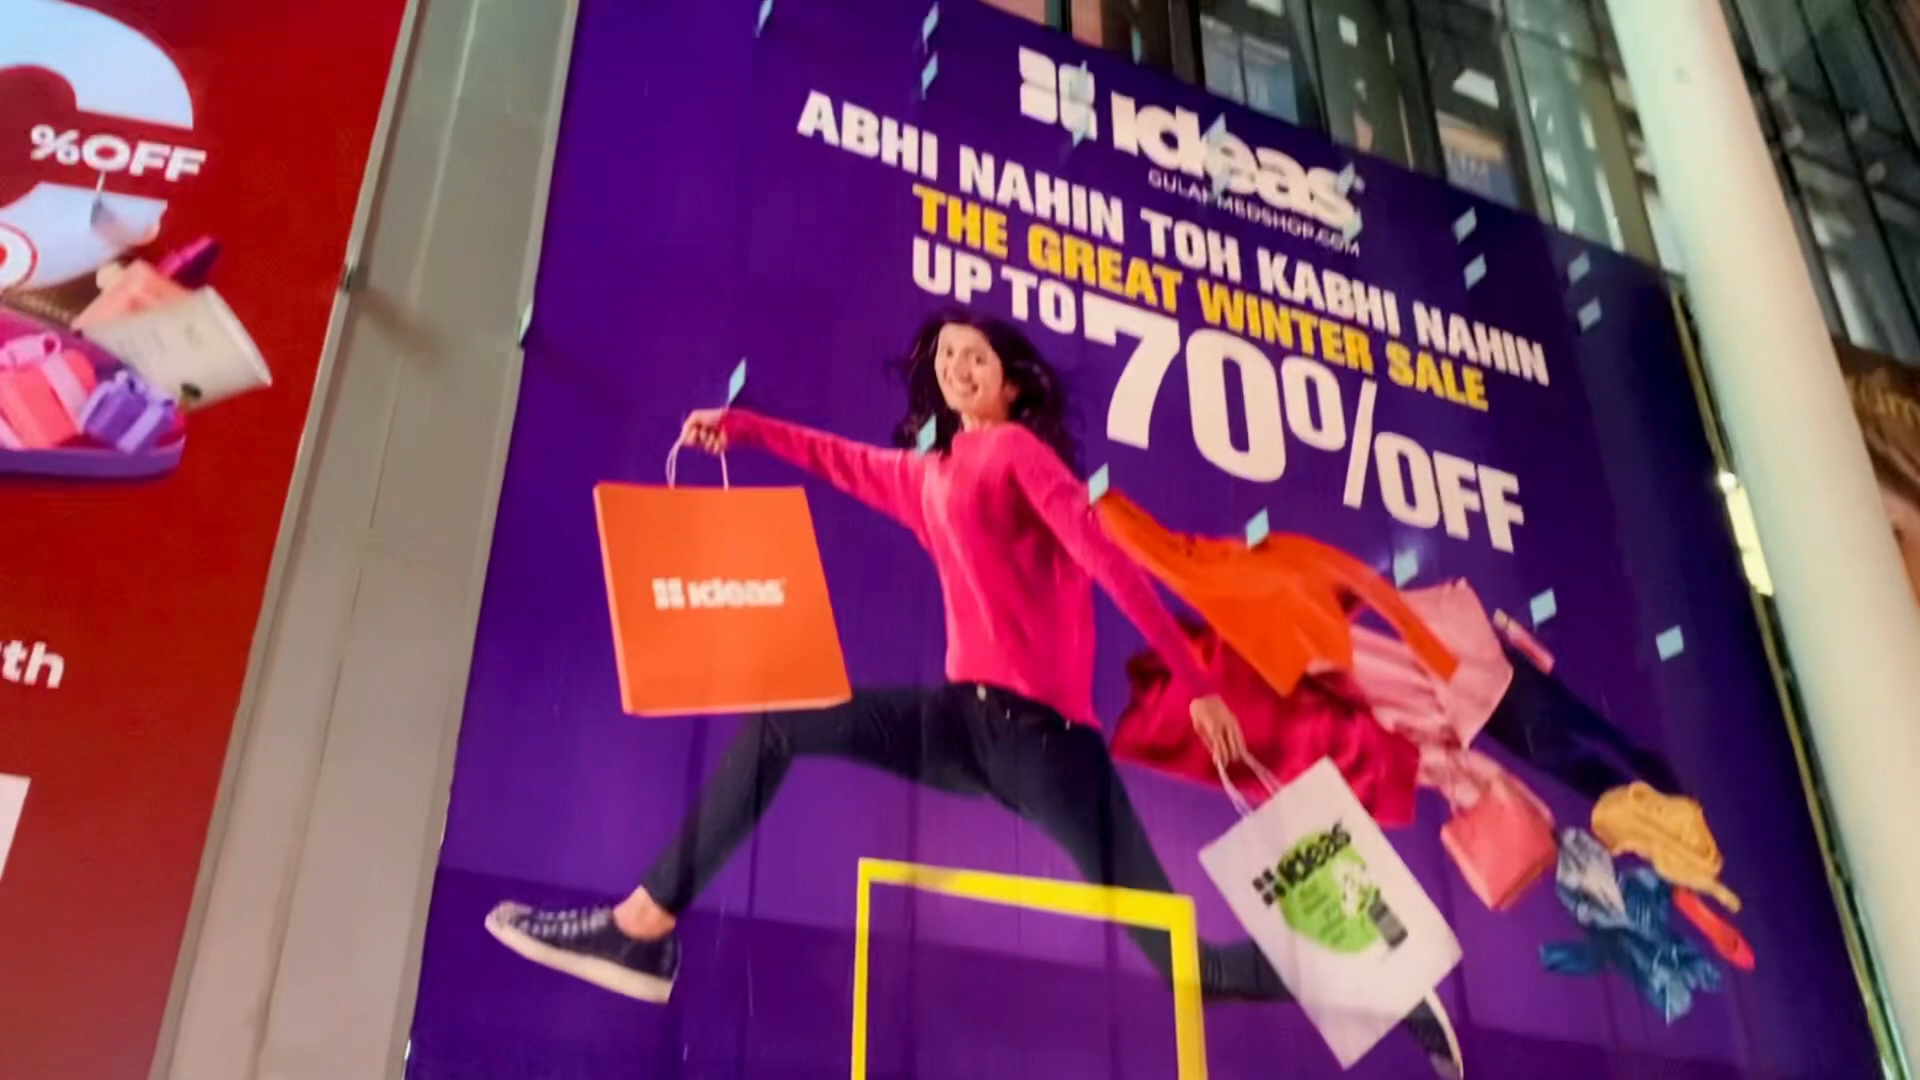 %OFF
th
Ideas
GULAHMEDSHOP.COM
ABHI NAHIN TOH KABHI NAHIN
THE GREAT WINTER SALE
UP TO 70% OFF
Ideas
Ideas